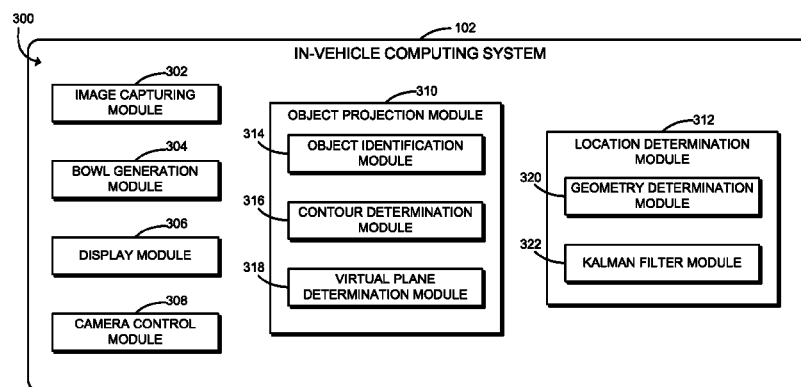 300
102
IN-VEHICLE COMPUTING SYSTEM
302
IMAGE CAPTURING
MODULE
304
BOWL GENERATION
MODULE
306
DISPLAY MODULE
308
CAMERA CONTROL
MODULE
310
OBJECT PROJECTION MODULE
314
OBJECT IDENTIFICATION
MODULE
316
CONTOUR DETERMINATION
MODULE
318
VIRTUAL PLANE
DETERMINATION MODULE
312
LOCATION DETERMINATION
MODULE
320
GEOMETRY DETERMINATION
MODULE
322
KALMAN FILTER MODULE